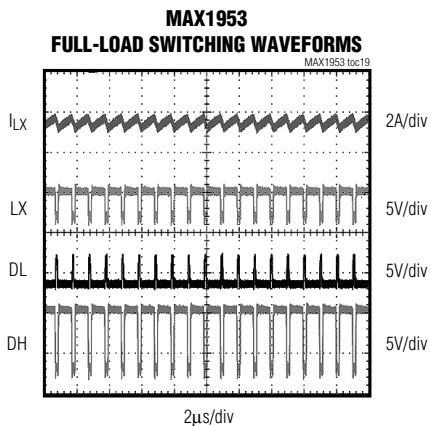 MAX1953
FULL-LOAD SWITCHING WAVEFORMS
MAX1953 toc19
ILX
2A/div
LX
5V/div
DL
5V/div
DH
5V/div
2μs/div